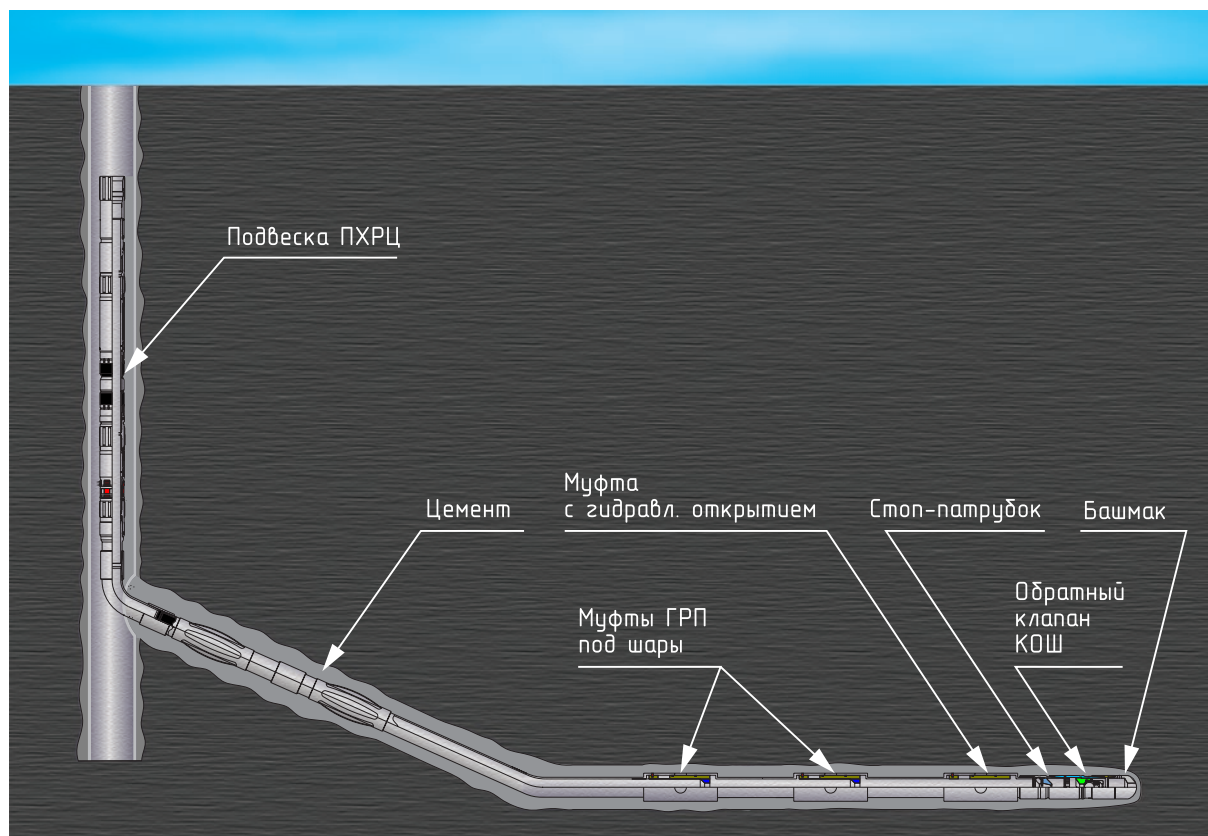 Подвеска ПХРЦ
Муфта
с гидравл. открытием
Цемент
Стоп-патрубок
Башмак
Обратный
клапан
КОШ
Муфты ГРП
под шары